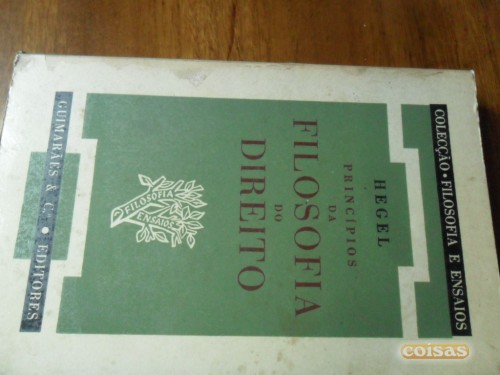 COLECÇÃO • FILOSOFIA E ENSAIOS
HEGEL
PRINCÍPIOS
DA
FILOSOFIA
DO
DIREITO
FILOSOFIA
ENSAIOS
GUIMARÃES & C.ª • EDITORES
coisas